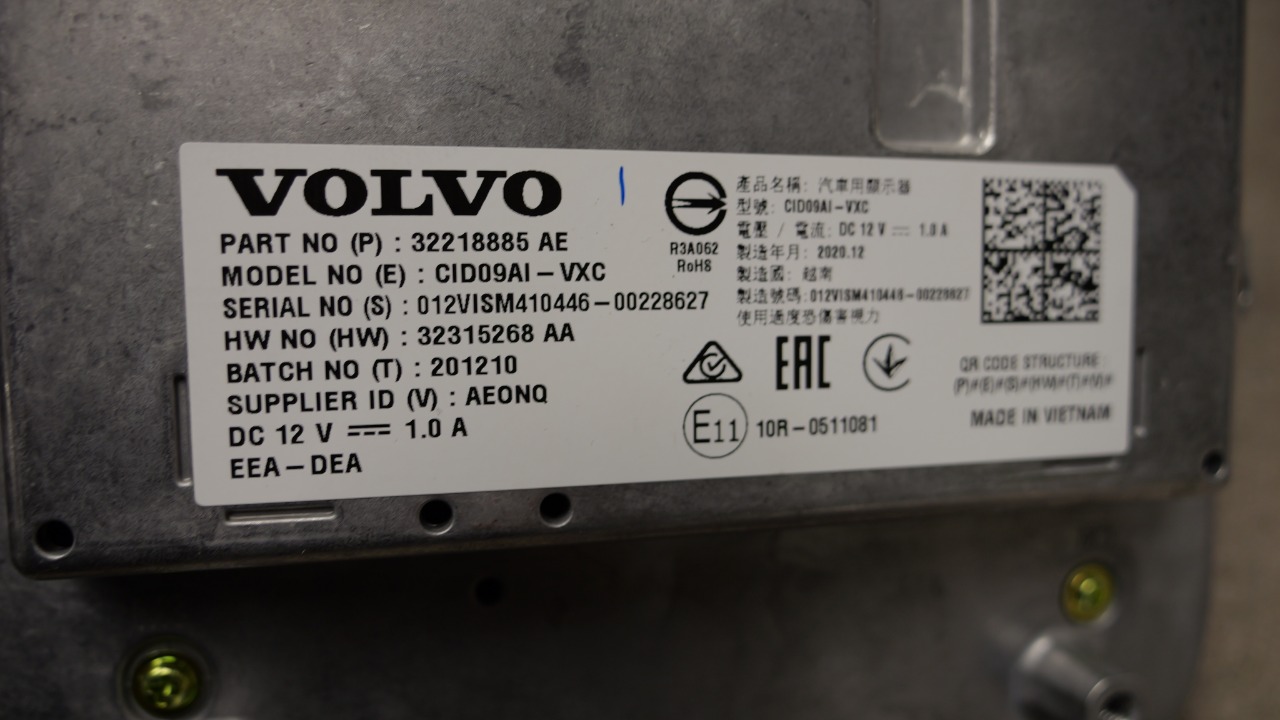 VOLVO
PART NO (P) : 32218885 AE
MODEL NO (E) : CID09AI-VXC
SERIAL NO (S) : 012VISM410446-00228627
HW NO (HW) : 32315268 AA
BATCH NO (T) : 201210
SUPPLIER ID (V) : AEONQ
DC 12 V ⎓ 1.0 A
EEA-DEA
R3A062
RoHS
產品名稱: 汽車用顯示器
型號: CID09AI-VXC
電壓 / 電流: DC 12 V ⎓ 1.0 A
製造年月: 2020.12
製造國: 越南
製造號碼: 012VISM410446-00228627
使用過度恐傷害視力
EAC
E11 10R-0511081
QR CODE STRUCTURE :
(P)#(E)#(S)#(HW)#(T)#(V)#
MADE IN VIETNAM